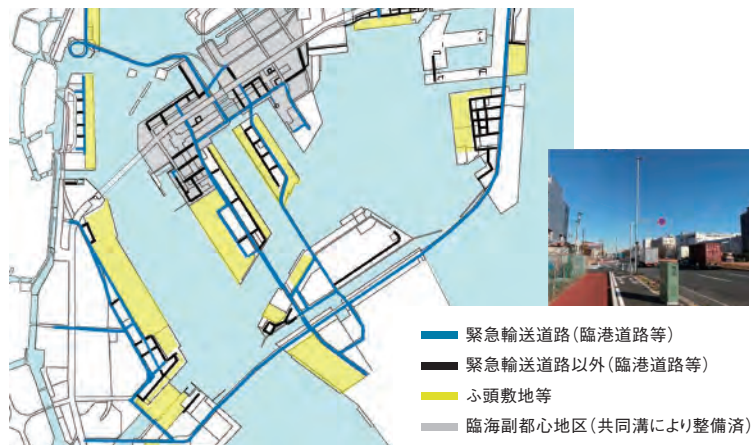 緊急輸送道路(臨港道路等)
緊急輸送道路以外(臨港道路等)
ふ頭敷地等
臨海副都心地区(共同溝により整備済)